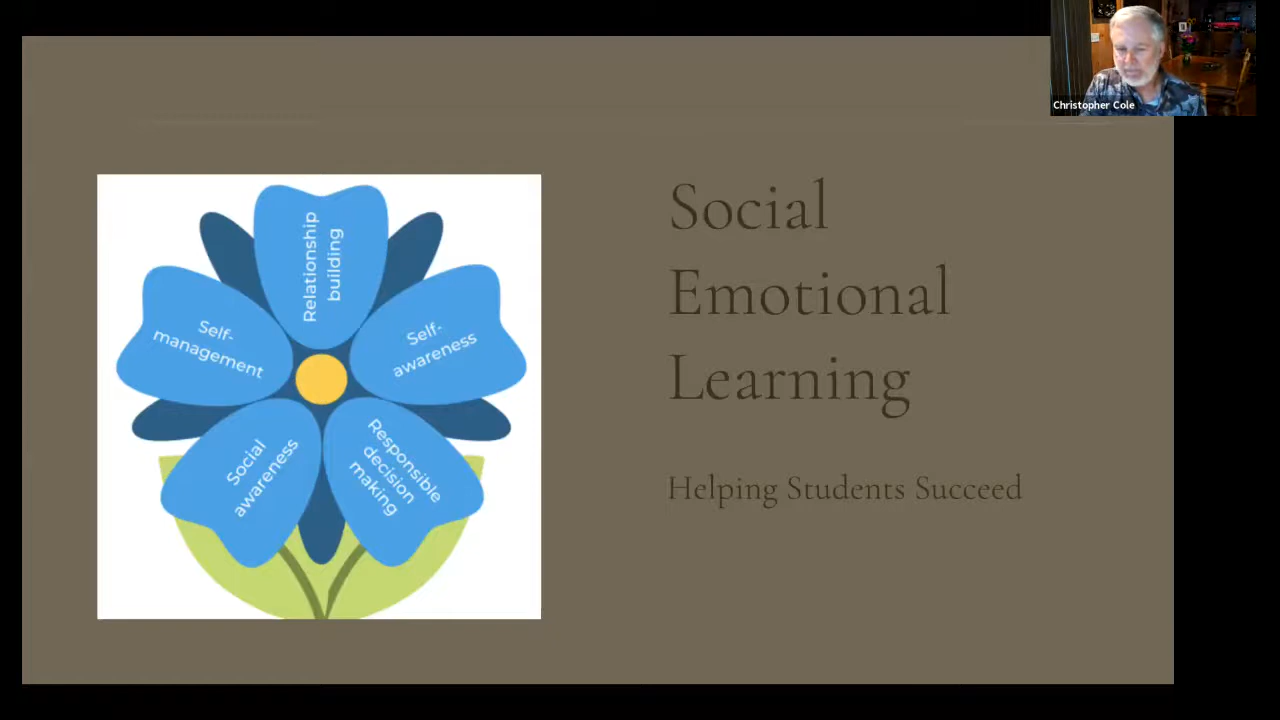 Christopher Cole
Social
Emotional
Learning
Helping Students Succeed
Relationship
building
Self-
awareness
Responsible
decision
making
Social
awareness
Self-
management